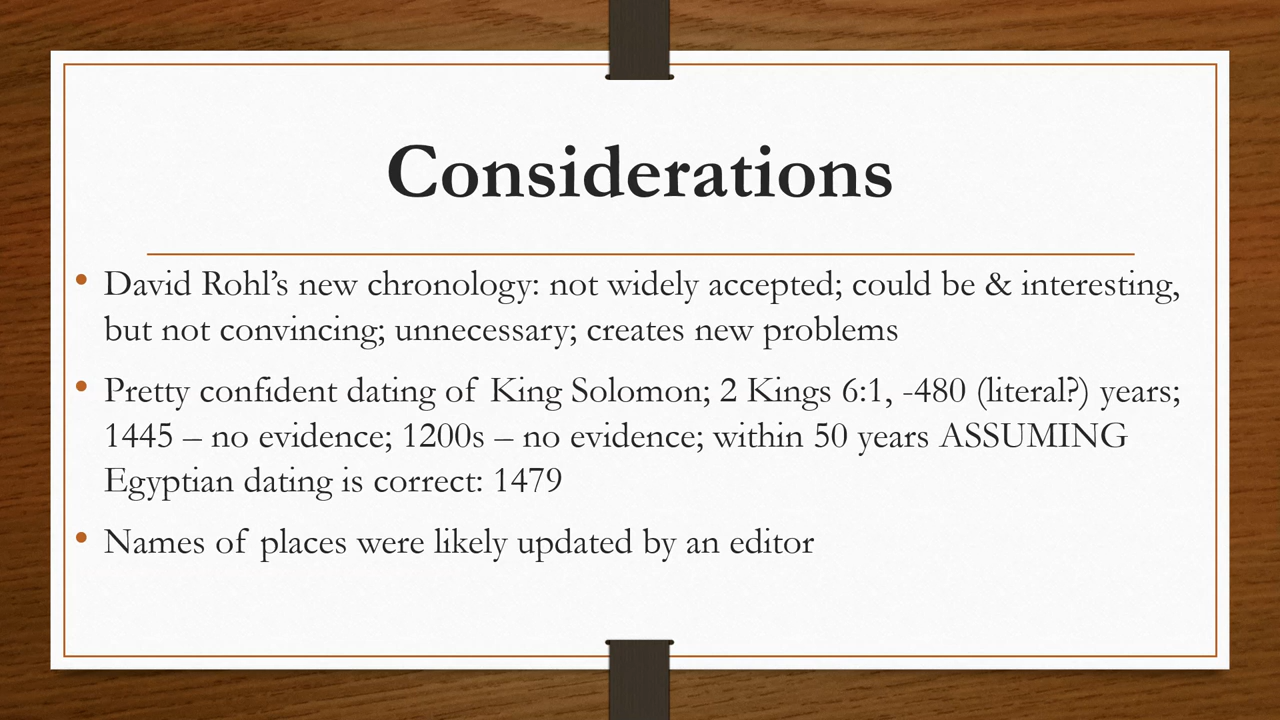 Considerations
• David Rohl’s new chronology: not widely accepted; could be & interesting,
but not convincing; unnecessary; creates new problems
• Pretty confident dating of King Solomon; 2 Kings 6:1, -480 (literal?) years;
1445 – no evidence; 1200s – no evidence; within 50 years ASSUMING
Egyptian dating is correct: 1479
• Names of places were likely updated by an editor